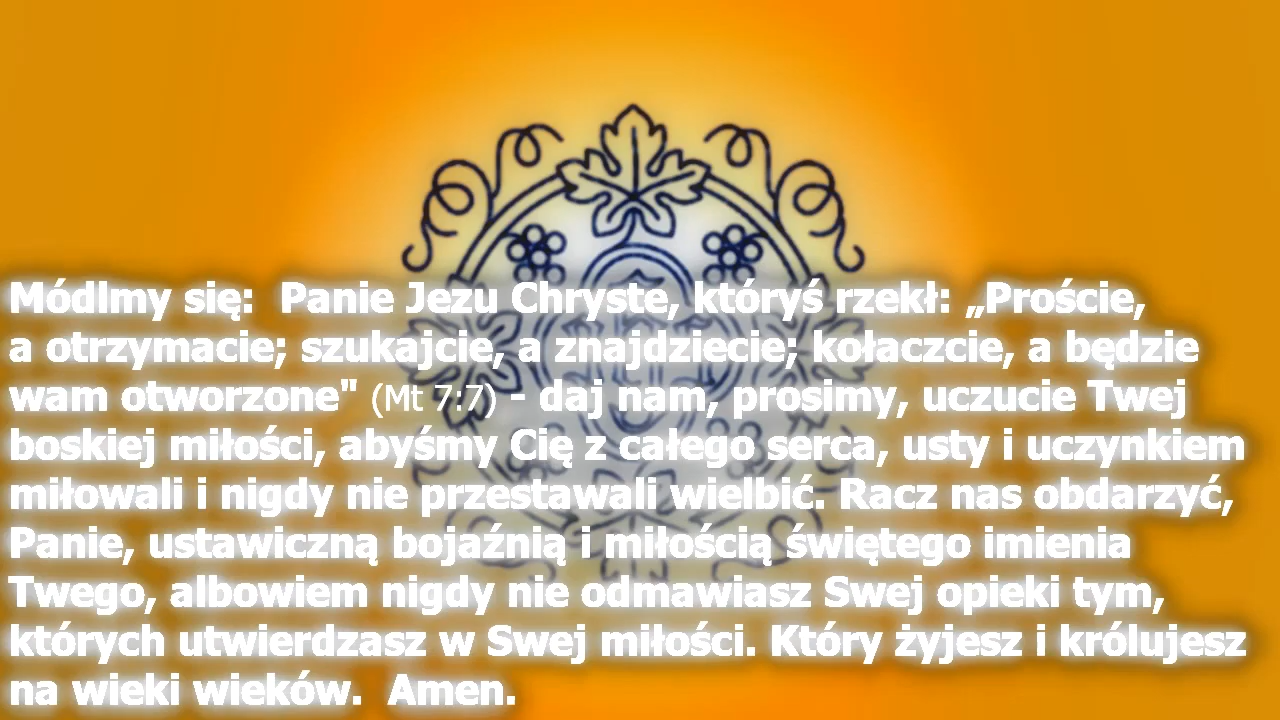 Módlmy się:  Panie Jezu Chryste, któryś rzekł: „Proście,
a otrzymacie; szukajcie, a znajdziecie; kołaczcie, a będzie
wam otworzone" (Mt 7:7) - daj nam, prosimy, uczucie Twej
boskiej miłości, abyśmy Cię z całego serca, usty i uczynkiem
miłowali i nigdy nie przestawali wielbić. Racz nas obdarzyć,
Panie, ustawiczną bojaźnią i miłością świętego imienia
Twego, albowiem nigdy nie odmawiasz Swej opieki tym,
których utwierdzasz w Swej miłości. Który żyjesz i królujesz
na wieki wieków.  Amen.